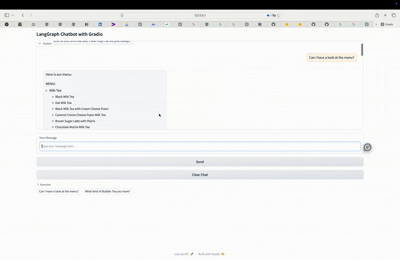 LangGraph Chatbot with Gradio
Chatbot
Can I have a look at the menu?
Here is our menu:
MENU:
Milk Tea
Black Milk Tea
Oat Milk Tea
Black Milk Tea with Cream Cheese Foam
Caramel Creme Cheese Foam Milk Tea
Brown Sugar Latte with Pearls
Chocolate Mocha Milk Tea
Your Message
Type your message here...
Send
Clear Chat
Examples
Can I have a look at the menu?
What kind of Bubble Tea you have?
Use via API
Built with Gradio